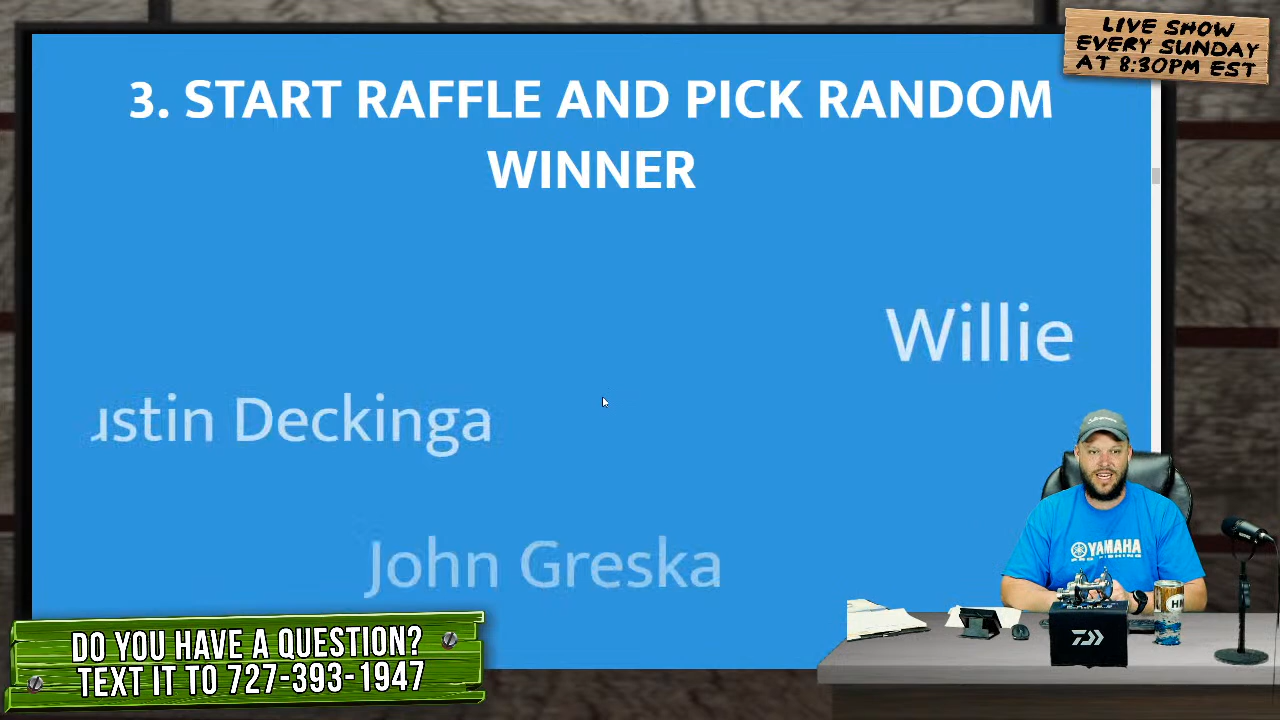 LIVE SHOW
EVERY SUNDAY
AT 8:30PM EST
3. START RAFFLE AND PICK RANDOM
WINNER
Willie
ustin Deckinga
John Greska
YAMAHA
DO YOU HAVE A QUESTION?
TEXT IT TO 727-393-1947